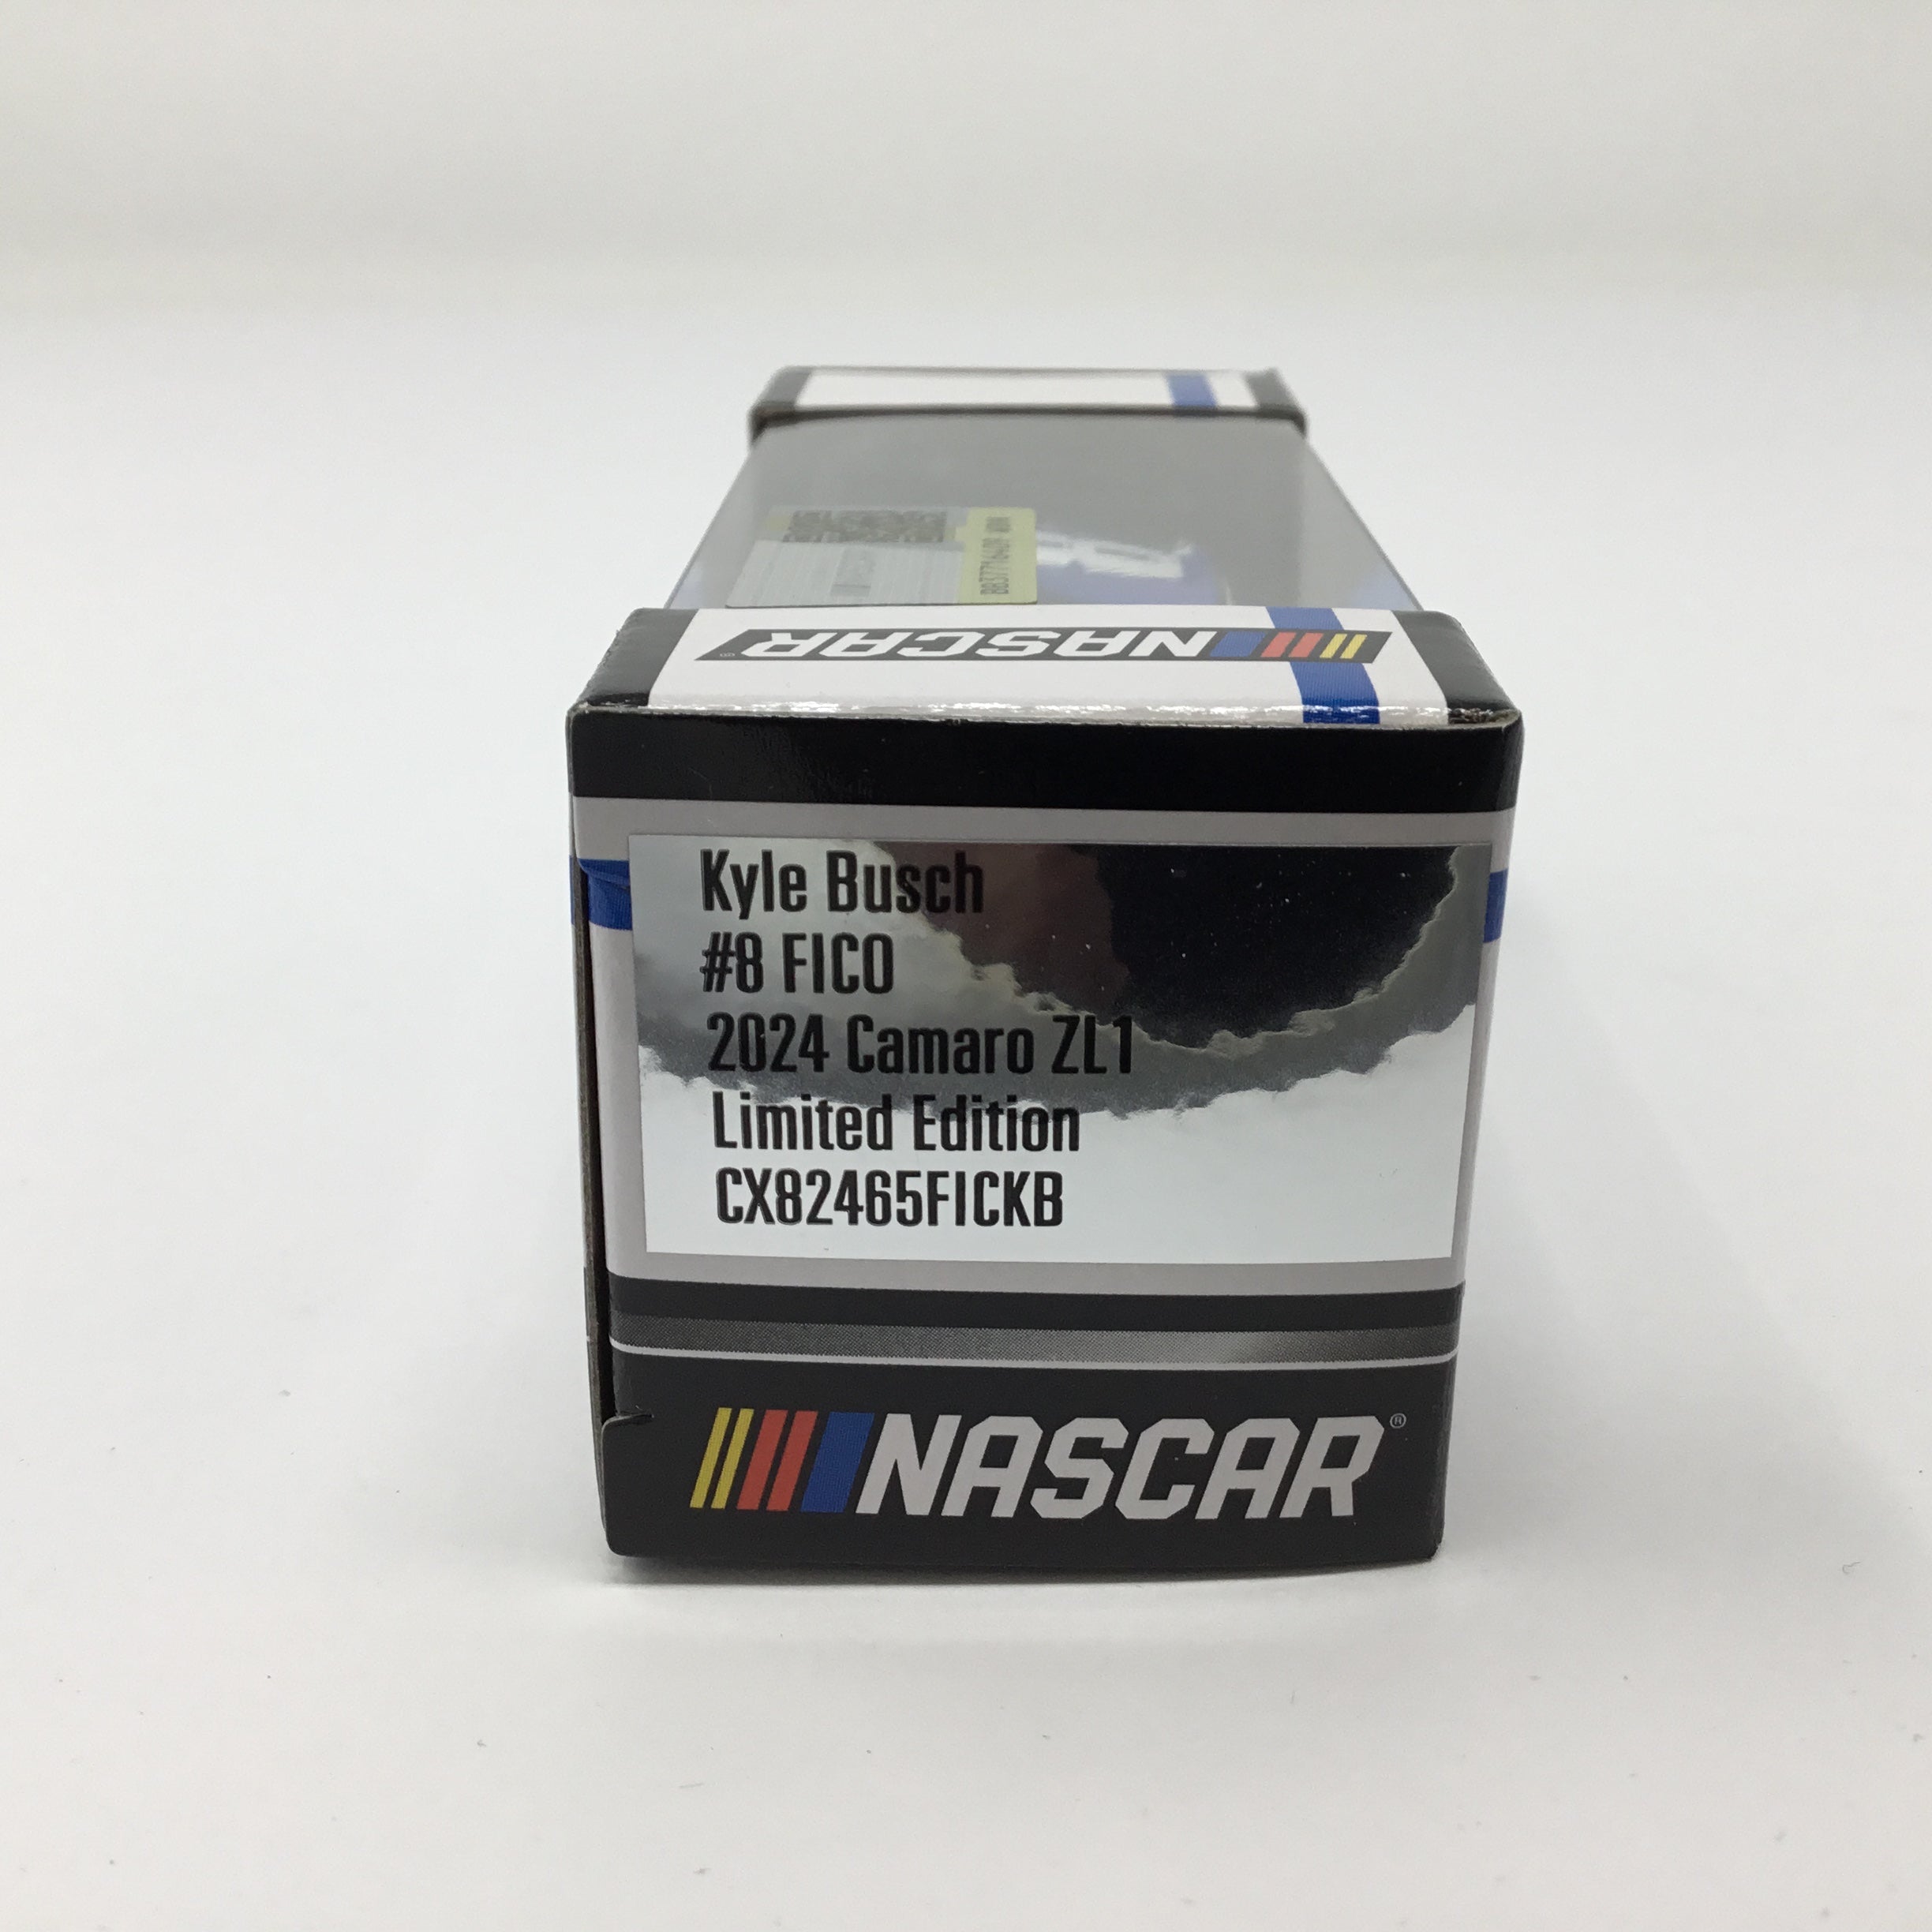 NASCAR®
Kyle Busch
#8 FICO
2024 Camaro ZL1
Limited Edition
CX82465FICKB
NASCAR®